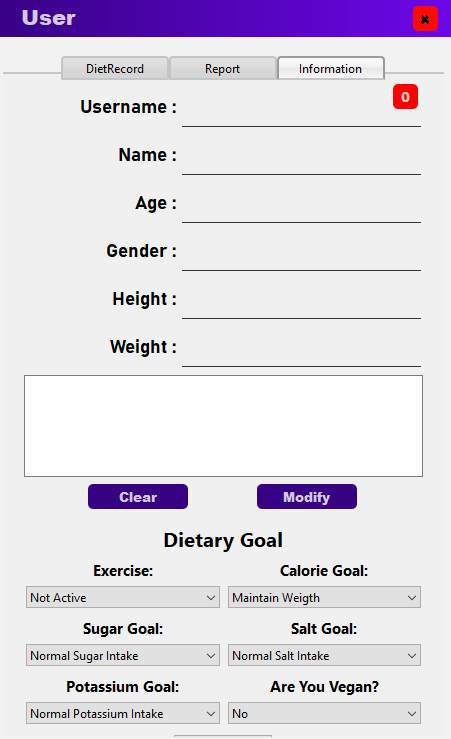 User
DietRecord Report Information
0
Username :
Name :
Age :
Gender :
Height :
Weight :
Clear Modify
Dietary Goal
Exercise: Calorie Goal:
Not Active Maintain Weigth
Sugar Goal: Salt Goal:
Normal Sugar Intake Normal Salt Intake
Potassium Goal: Are You Vegan?
Normal Potassium Intake No